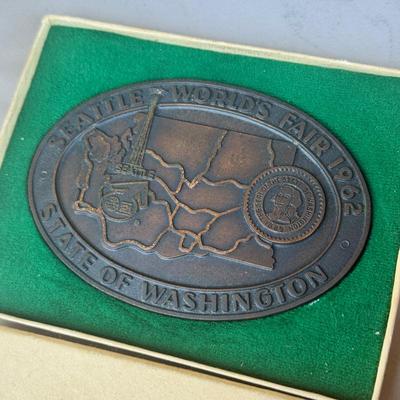 SEATTLE WORLD'S FAIR 1962
SEATTLE
STATE OF WASHINGTON